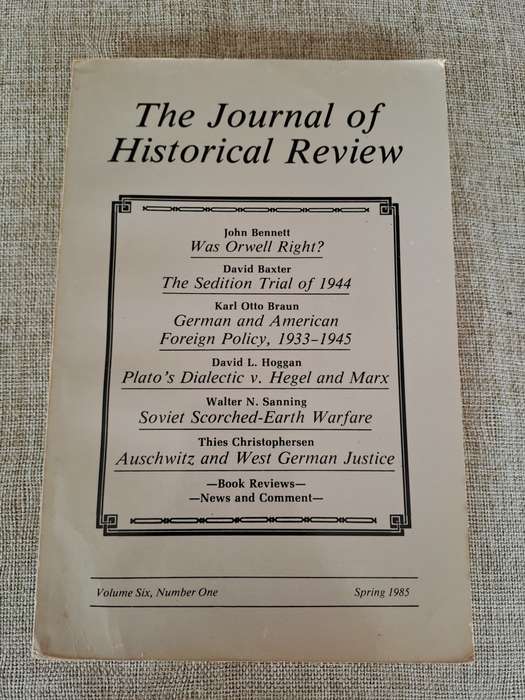 The Journal of
Historical Review
John Bennett
Was Orwell Right?
David Baxter
The Sedition Trial of 1944
Karl Otto Braun
German and American
Foreign Policy, 1933–1945
David L. Hoggan
Plato's Dialectic v. Hegel and Marx
Walter N. Sanning
Soviet Scorched-Earth Warfare
Thies Christophersen
Auschwitz and West German Justice
—Book Reviews—
—News and Comment—
Volume Six, Number One
Spring 1985